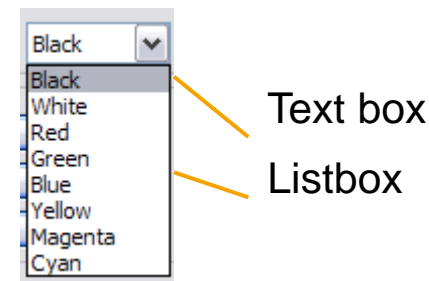 Black
Black
White
Red
Green
Blue
Yellow
Magenta
Cyan
Text box
Listbox